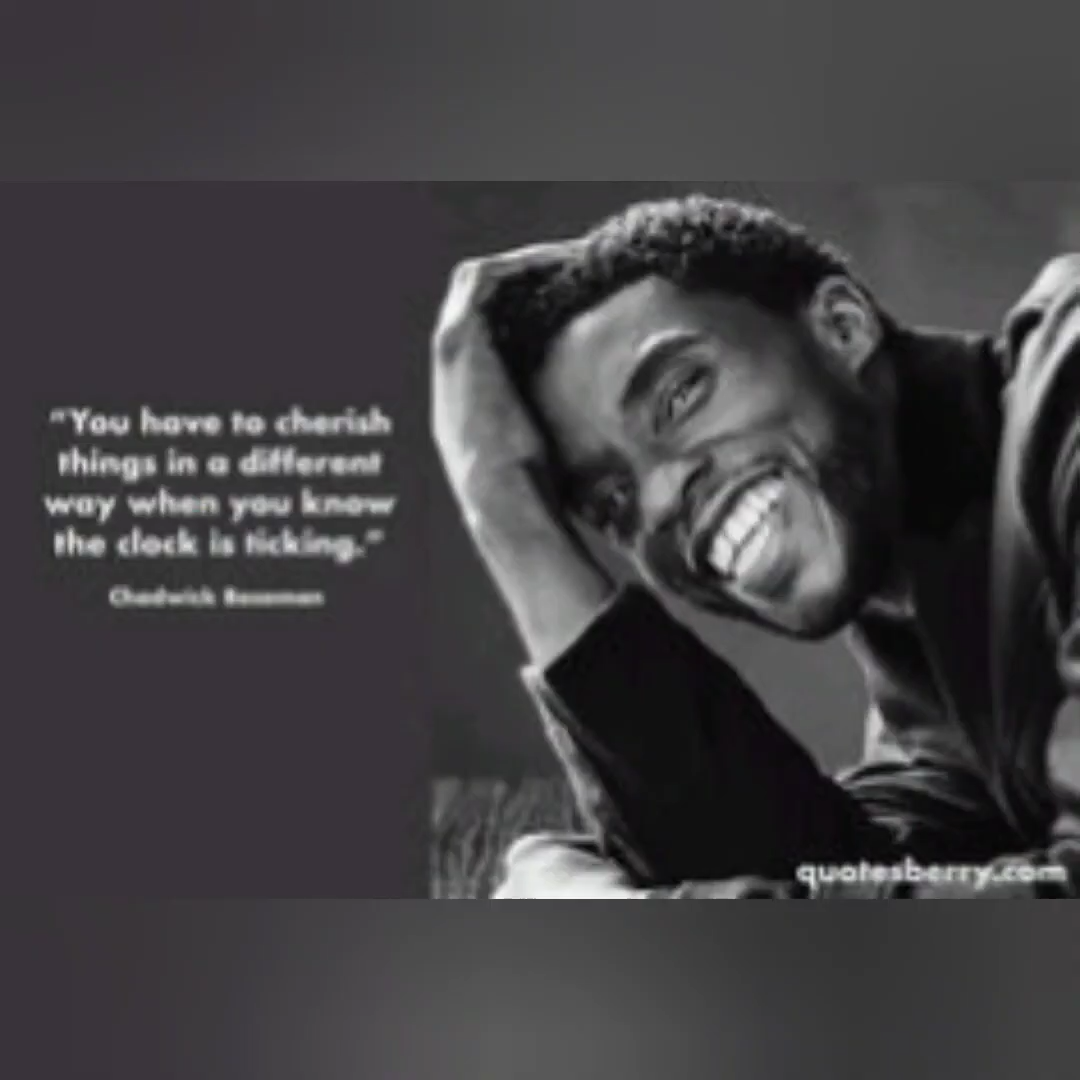 "You have to cherish
things in a different
way when you know
the clock is ticking."
Chadwick Boseman
quotesberry.com